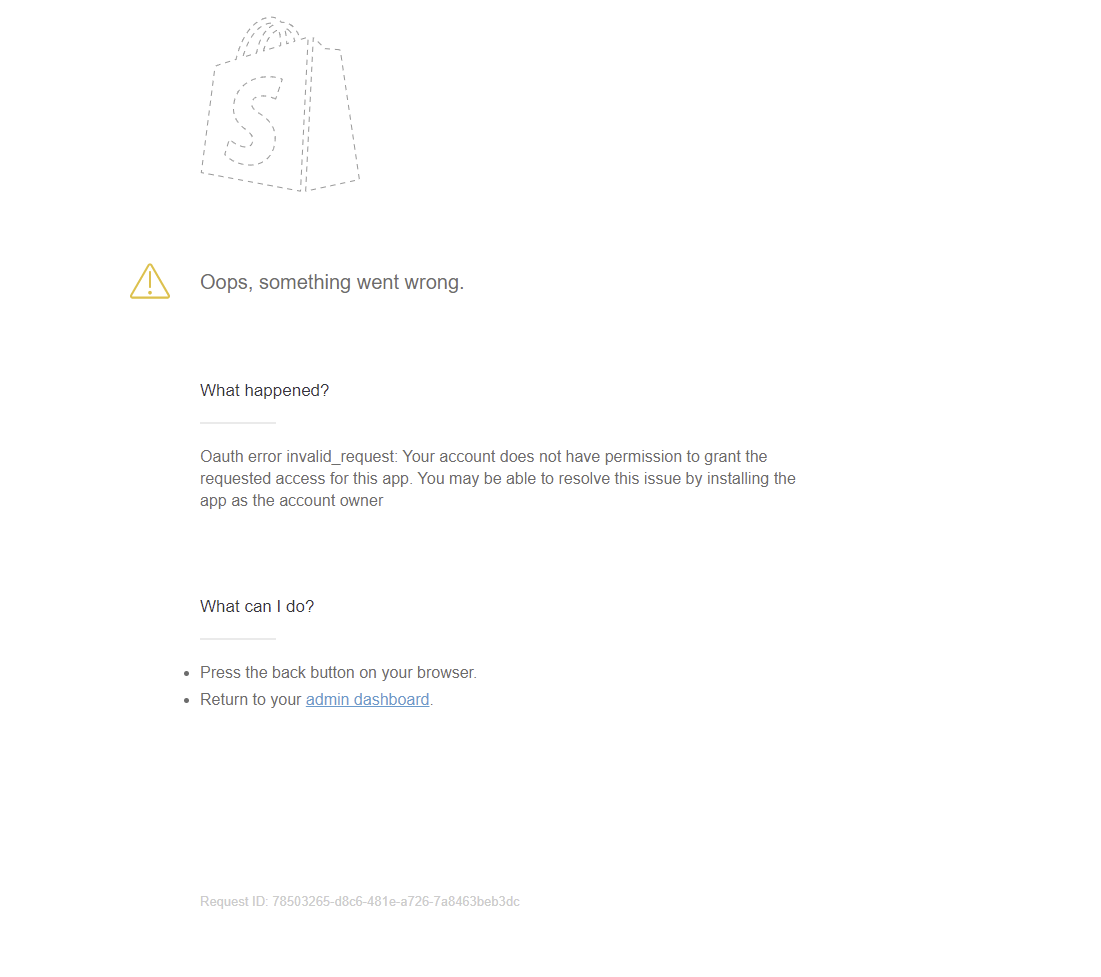 S
Oops, something went wrong.
What happened?
Oauth error invalid_request: Your account does not have permission to grant the
requested access for this app. You may be able to resolve this issue by installing the
app as the account owner
What can I do?
Press the back button on your browser.
Return to your admin dashboard.
Request ID: 78503265-d8c6-481e-a726-7a8463beb3dc